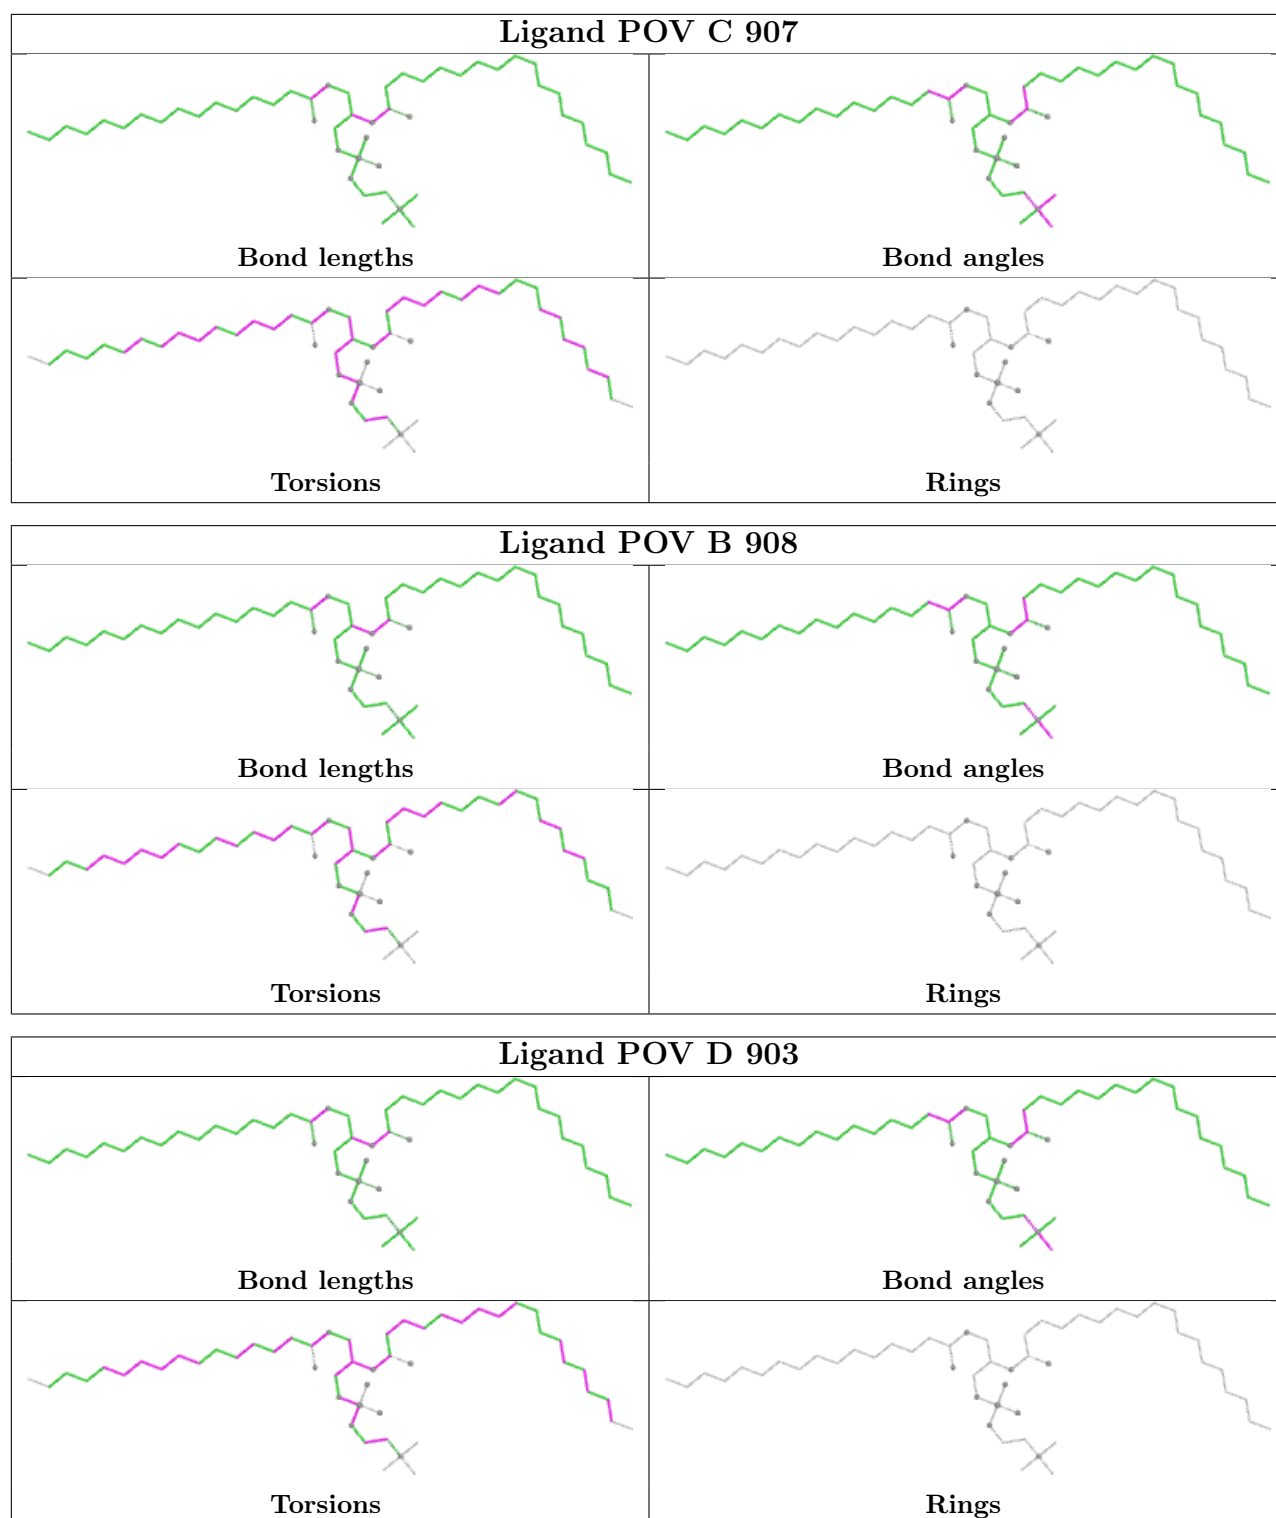 Ligand POV C 907
Bond lengths
Bond angles
Torsions
Rings
Ligand POV B 908
Bond lengths
Bond angles
Torsions
Rings
Ligand POV D 903
Bond lengths
Bond angles
Torsions
Rings